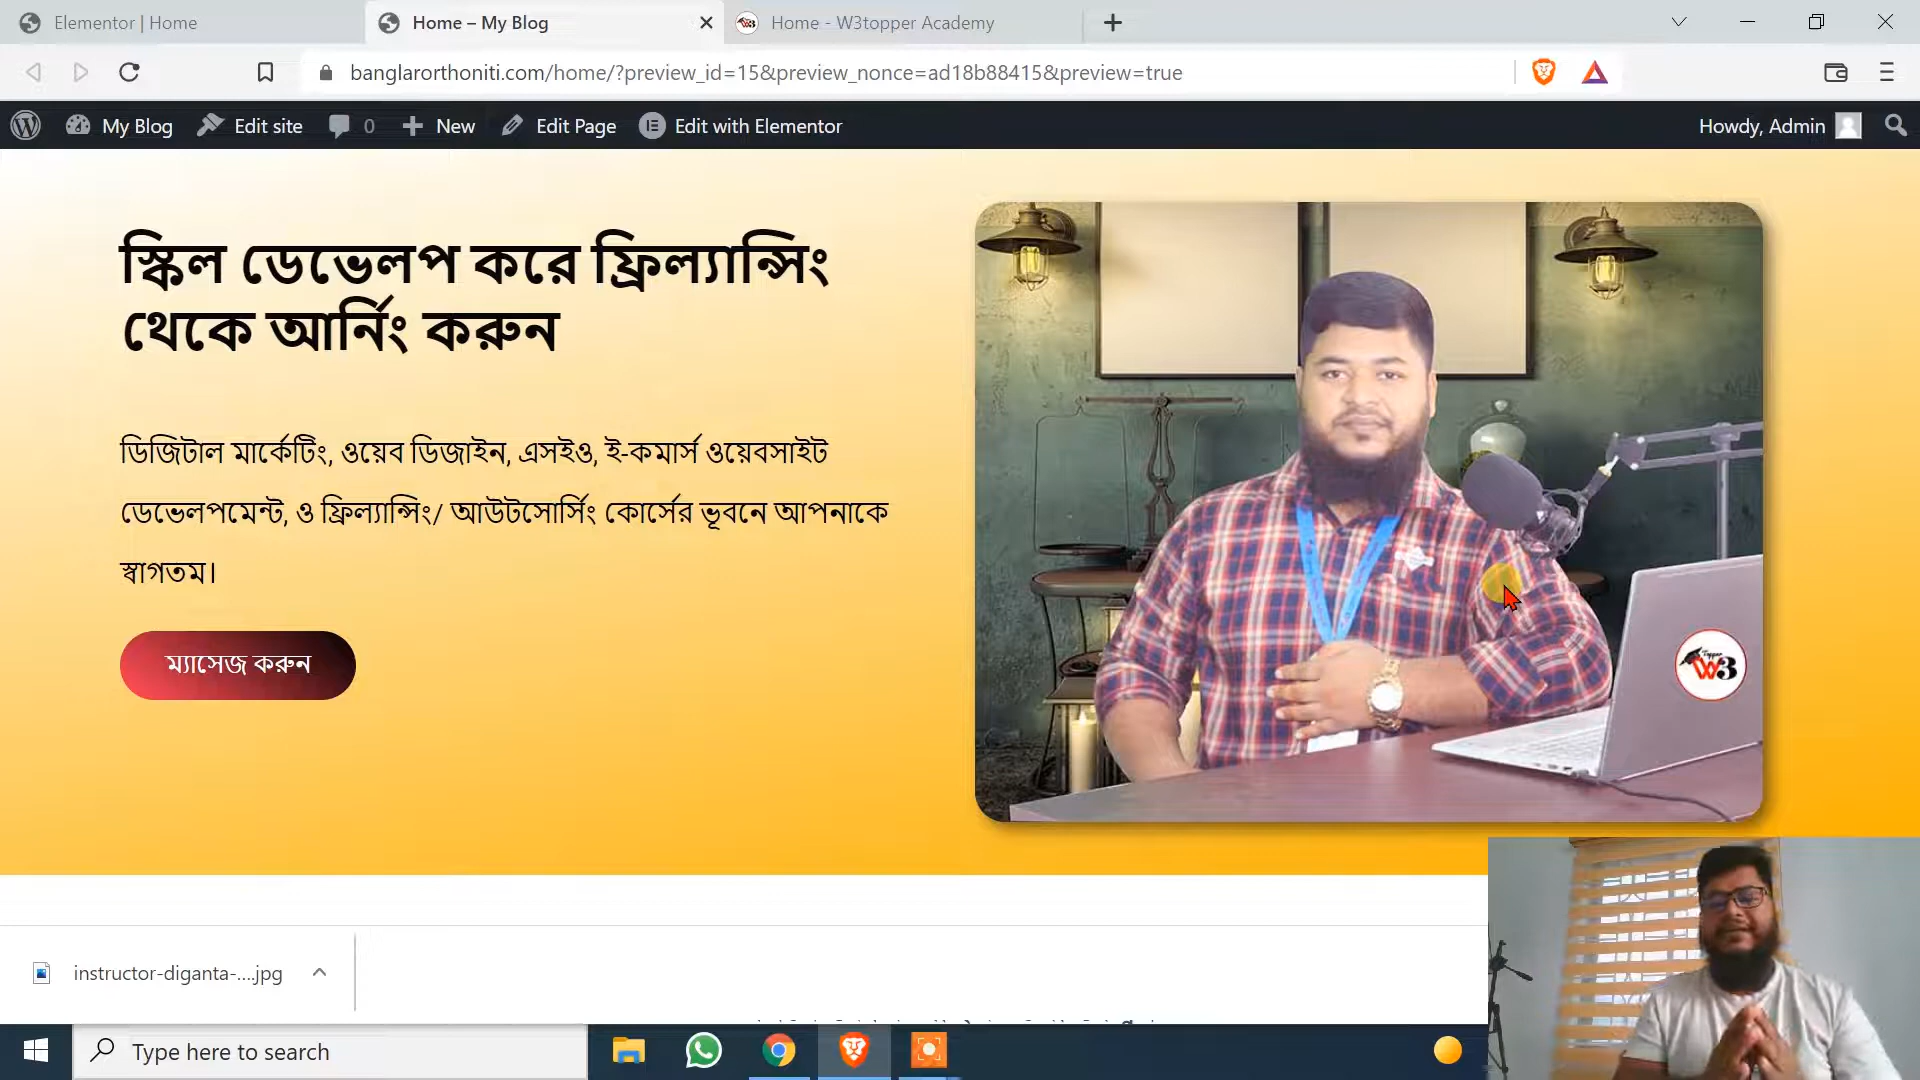 Elementor | Home
Home – My Blog
Home - W3topper Academy
banglarorthoniti.com/home/?preview_id=15&preview_nonce=ad18b88415&preview=true
My Blog
Edit site
0
New
Edit Page
Edit with Elementor
Howdy, Admin
স্কিল ডেভেলপ করে ফ্রিল্যান্সিং
থেকে আর্নিং করুন
ডিজিটাল মার্কেটিং, ওয়েব ডিজাইন, এসইও, ই-কমার্স ওয়েবসাইট
ডেভেলপমেন্ট, ও ফ্রিল্যান্সিং/ আউটসোর্সিং কোর্সের ভূবনে আপনাকে
স্বাগতম।
ম্যাসেজ করুন
Topper
W3
instructor-diganta-....jpg
Type here to search